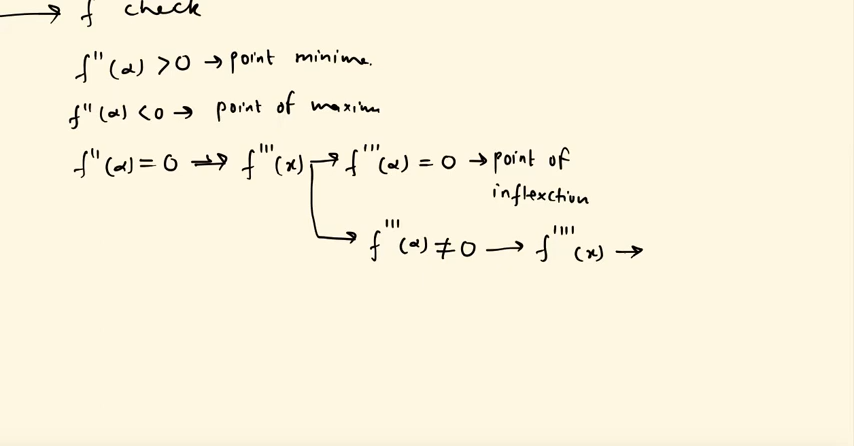 → f check
f''(α) > 0 → point minima.
f''(α) < 0 → point of maxim
f''(α) = 0 ⇒ f'''(x) → f'''(α) = 0 → point of
inflexction
f'''(α) ≠ 0 → f''''(x) →